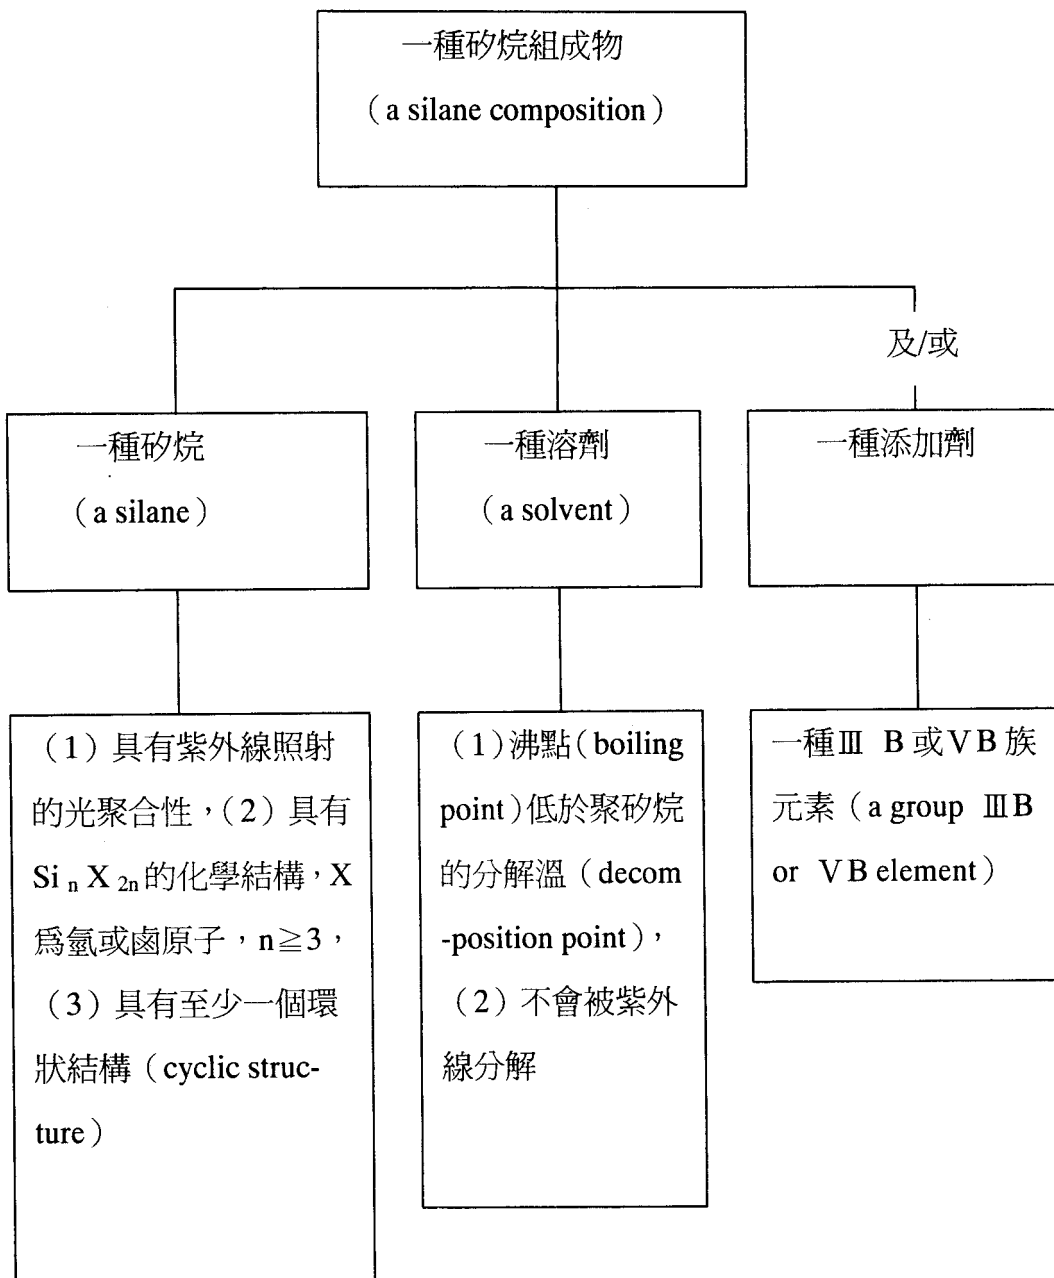 一種矽烷組成物
（a silane composition）
及/或
一種矽烷
（a silane）
一種溶劑
（a solvent）
一種添加劑
（1）具有紫外線照射
的光聚合性，（2）具有
Si n X 2n的化學結構，X
爲氫或鹵原子，n≧3，
（3）具有至少一個環
狀結構（cyclic struc-
ture）
（1）沸點（boiling
point）低於聚矽烷
的分解溫（decom
-position point），
（2）不會被紫外
線分解
一種Ⅲ B或ⅤB族
元素（a group ⅢB
or ⅤB element）